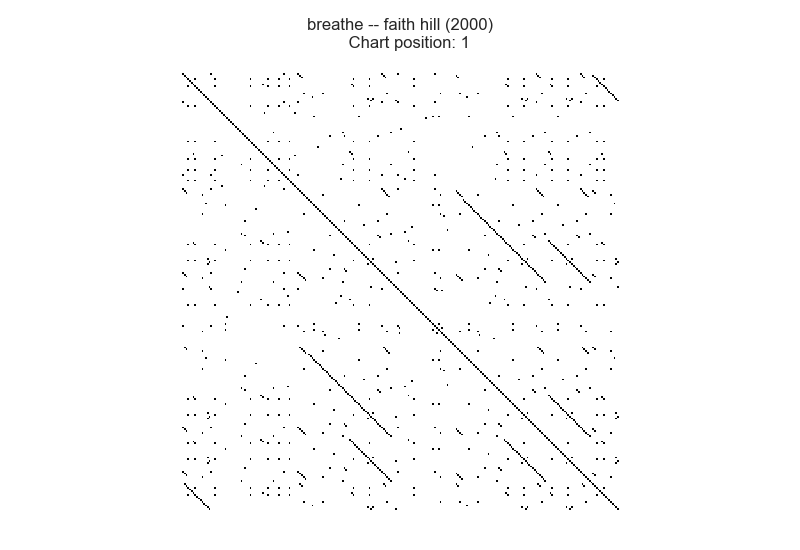 breathe -- faith hill (2000)
Chart position: 1